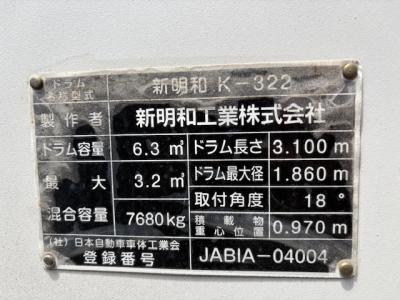 ドラム
名称型式 新明和 K-322
製作者 新明和工業株式会社
ドラム容量 6.3 m³ ドラム長さ 3.100 m
最大 3.2 m³ ドラム最大径 1.860 m
混合容量 7680kg 取付角度 18°
積載物
重心位置 0.970 m
(社)日本自動車車体工業会
登録番号 JABIA-04004